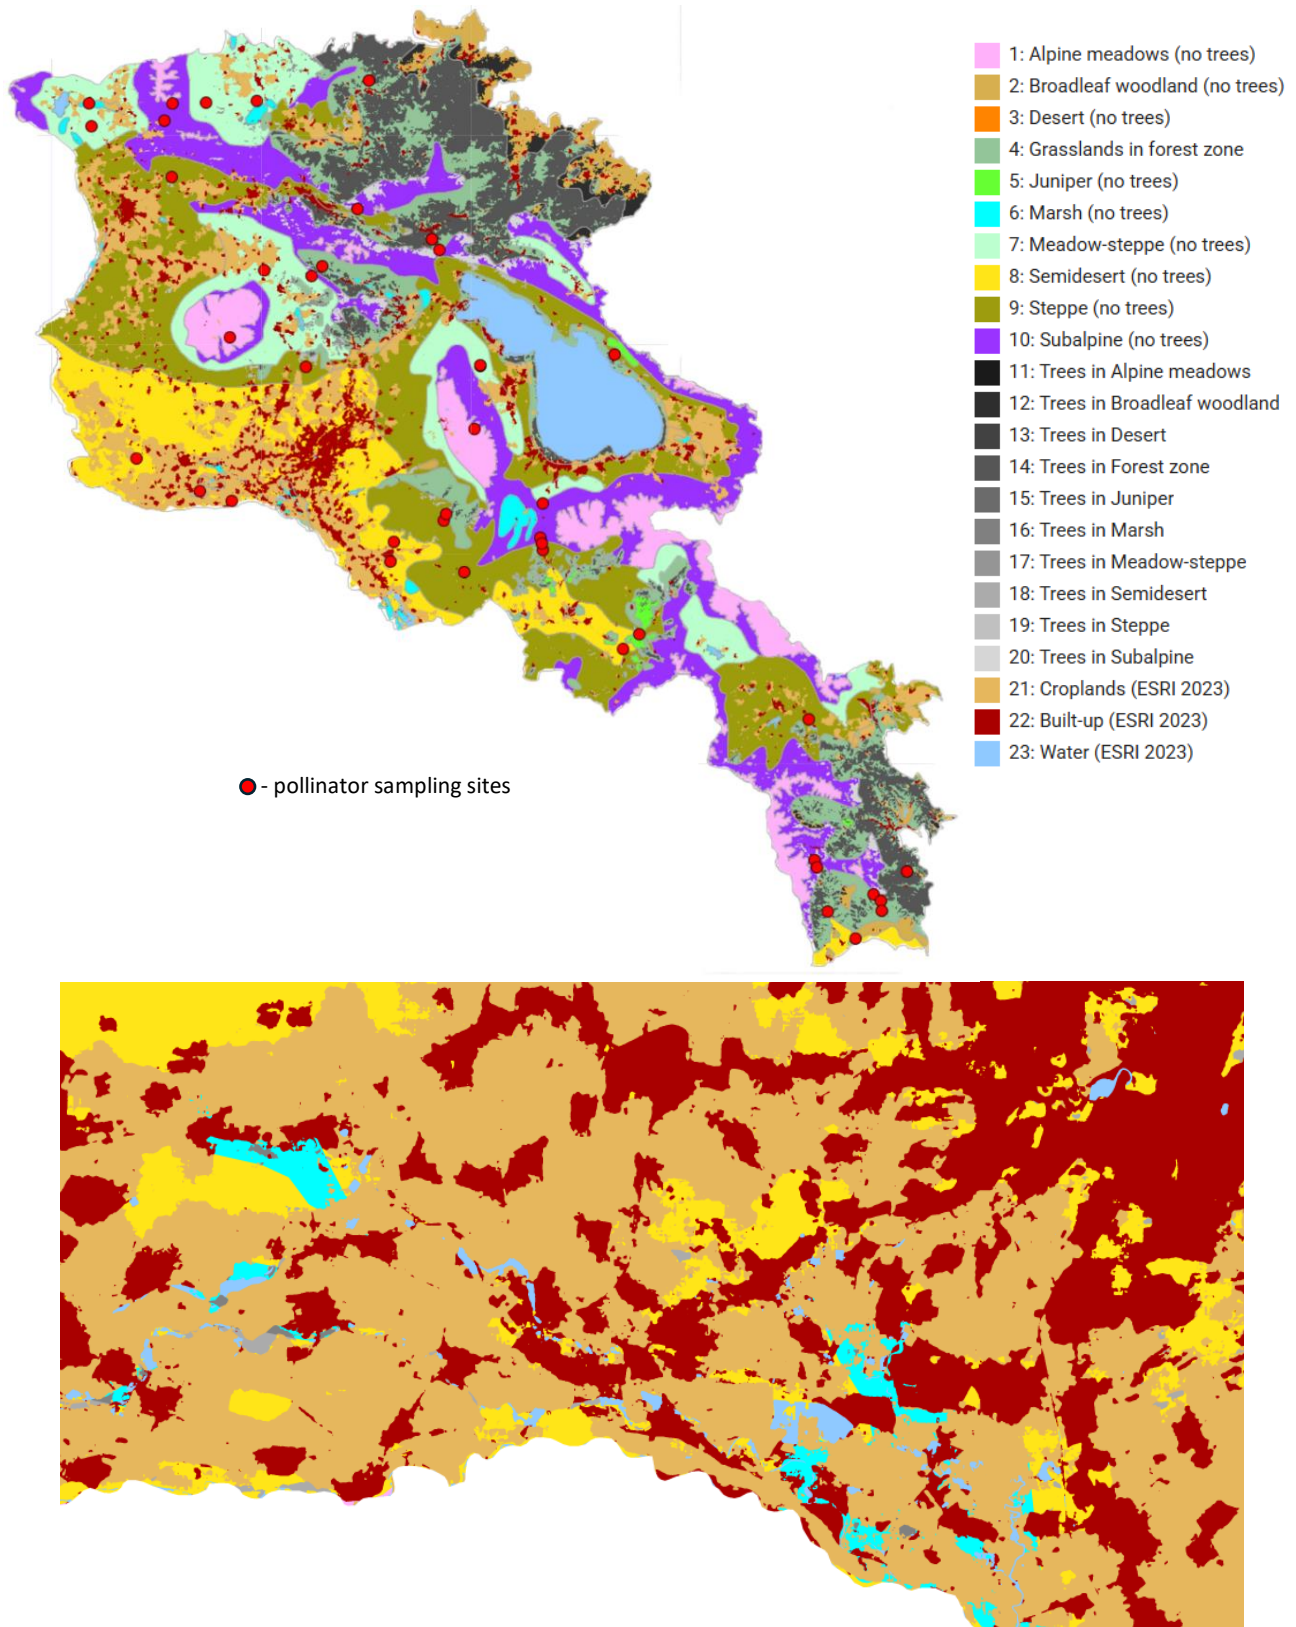 1: Alpine meadows (no trees)
2: Broadleaf woodland (no trees)
3: Desert (no trees)
4: Grasslands in forest zone
5: Juniper (no trees)
6: Marsh (no trees)
7: Meadow-steppe (no trees)
8: Semidesert (no trees)
9: Steppe (no trees)
10: Subalpine (no trees)
11: Trees in Alpine meadows
12: Trees in Broadleaf woodland
13: Trees in Desert
14: Trees in Forest zone
15: Trees in Juniper
16: Trees in Marsh
17: Trees in Meadow-steppe
18: Trees in Semidesert
19: Trees in Steppe
20: Trees in Subalpine
21: Croplands (ESRI 2023)
22: Built-up (ESRI 2023)
23: Water (ESRI 2023)
- pollinator sampling sites